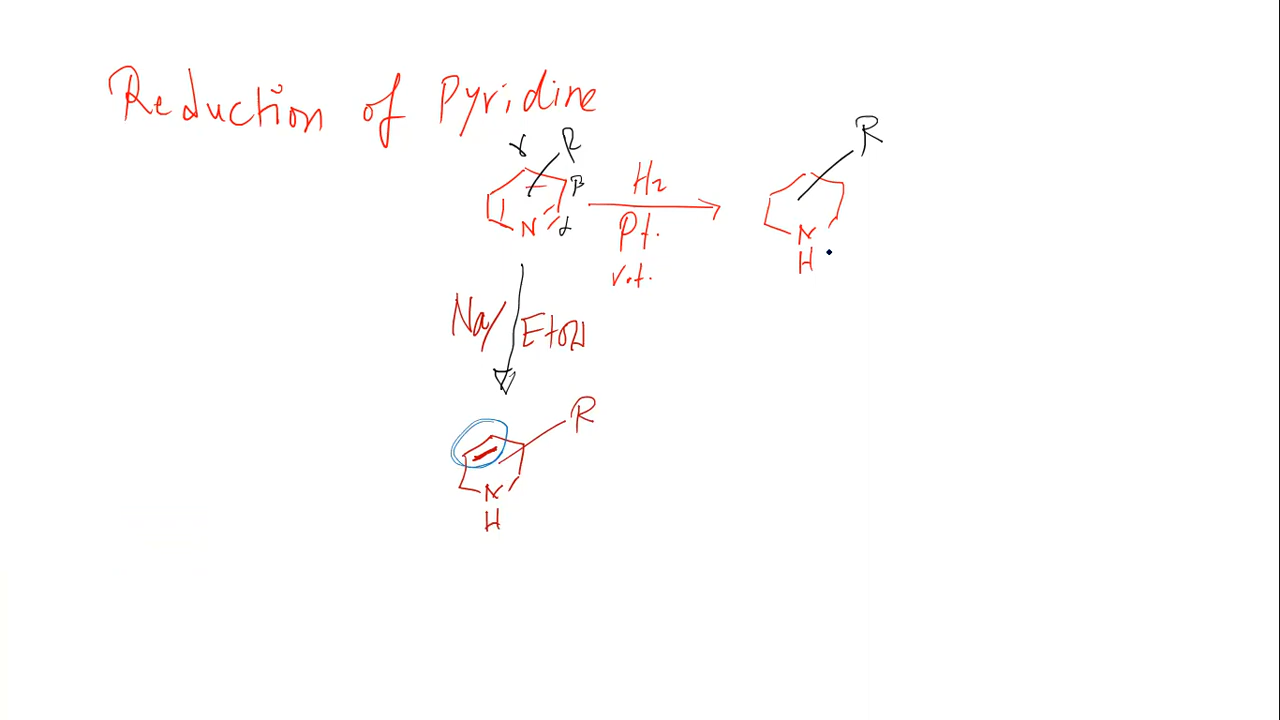 Reduction of Pyridine
γ R
β
α
N
H2
Pt.
R
N
H
Na/ EtOH
R
N
H